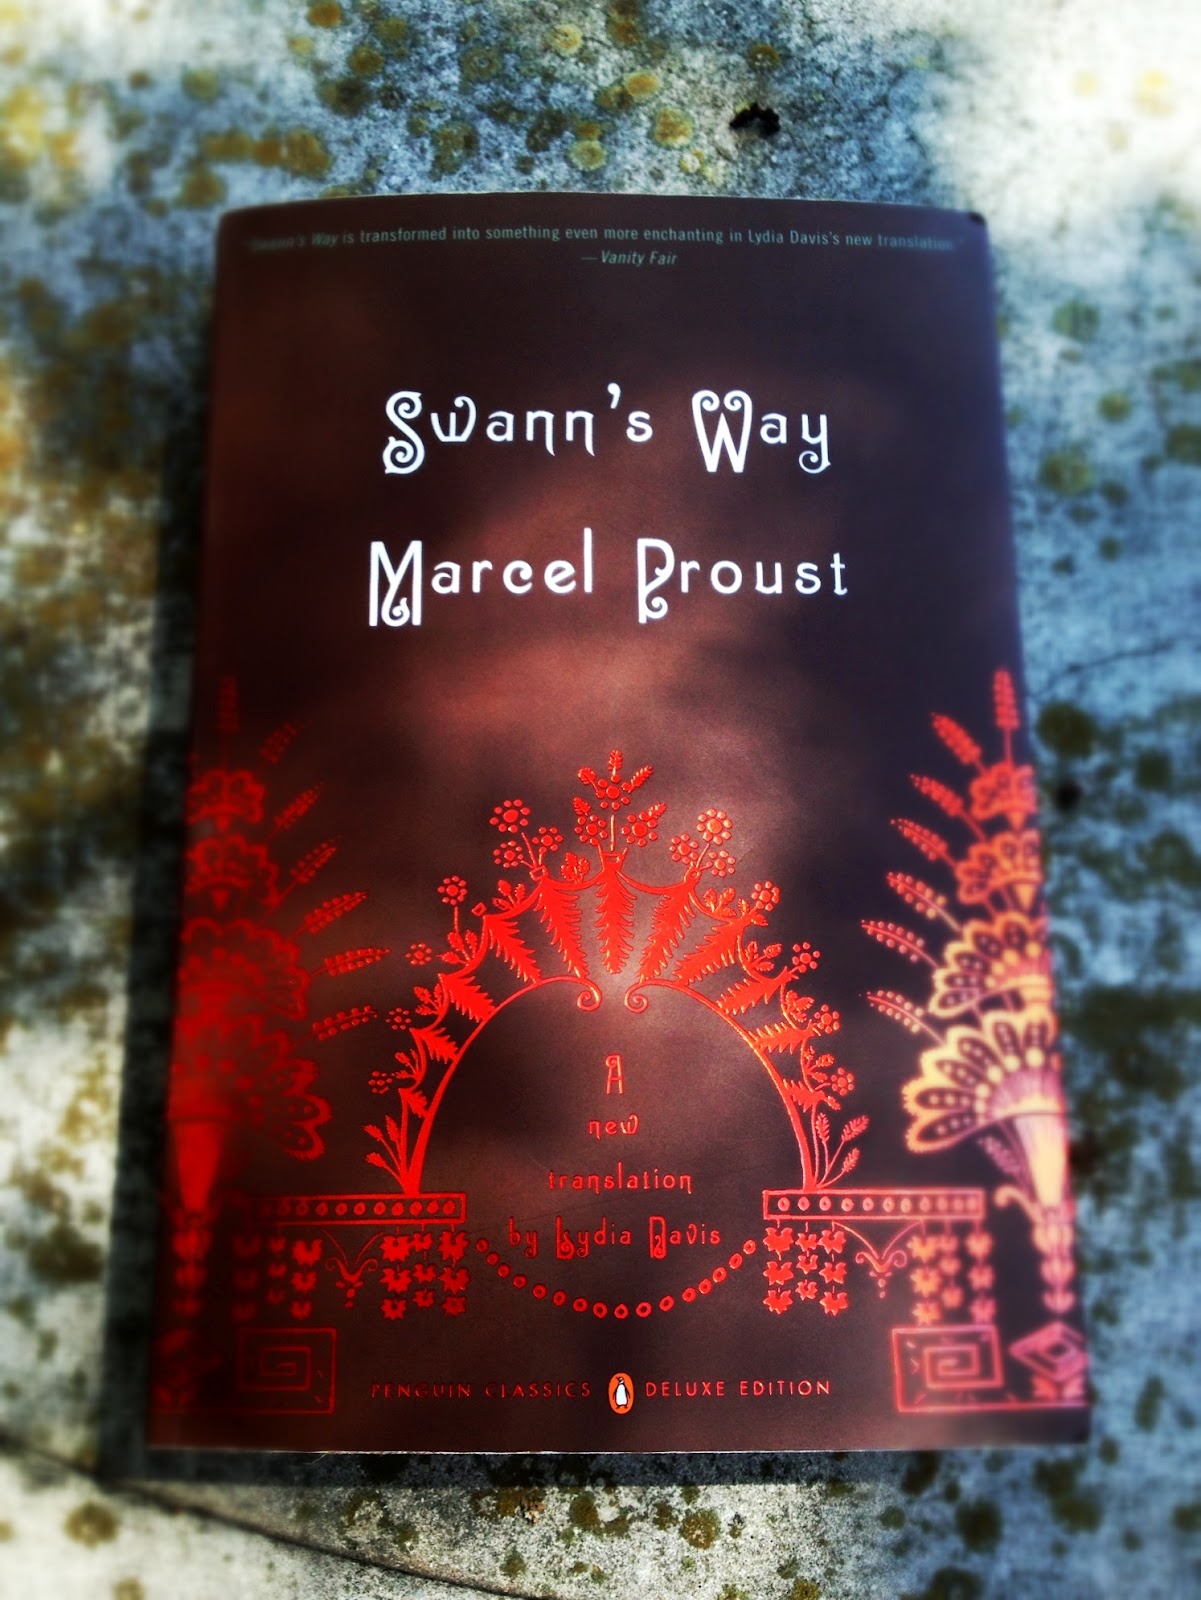 "Swann's Way is transformed into something even more enchanting in Lydia Davis's new translation."
—Vanity Fair
Swann's Way
Marcel Proust
A
new
translation
by Lydia Davis
PENGUIN CLASSICS DELUXE EDITION